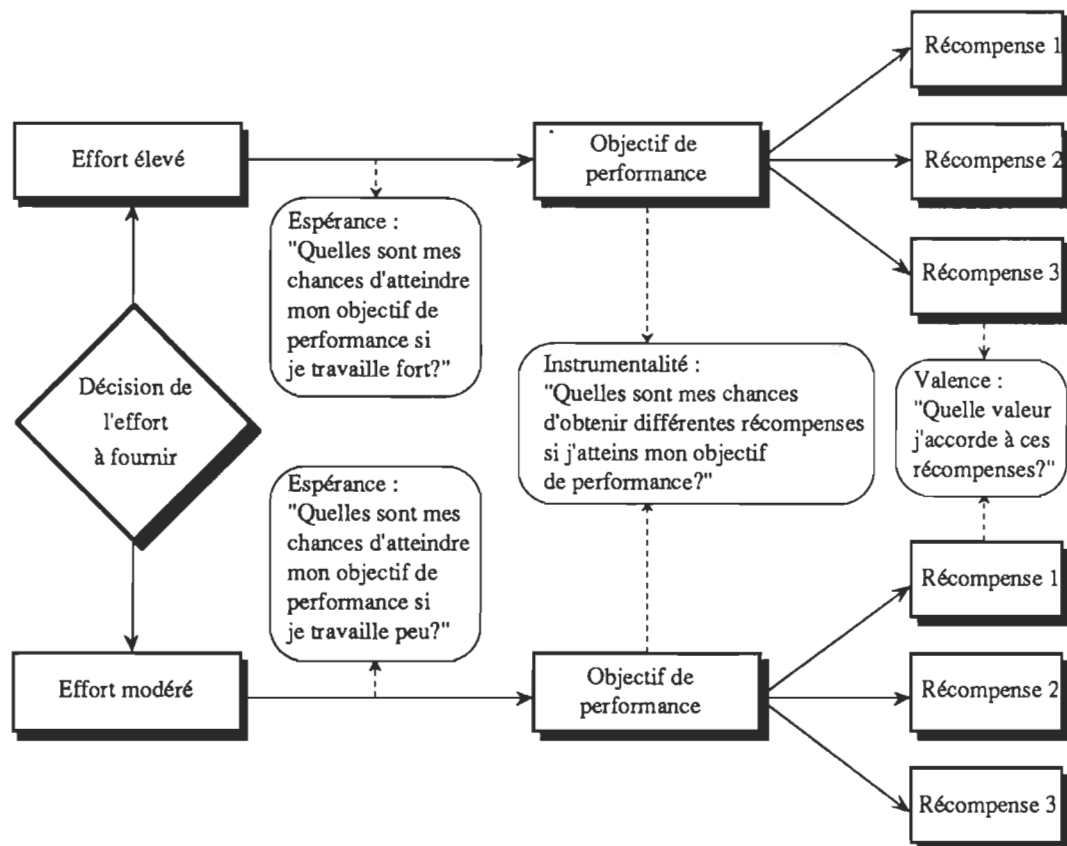 Récompense 1
Effort élevé
Objectif de
performance
Récompense 2
Espérance :
"Quelles sont mes
chances d'atteindre
mon objectif de
performance si
je travaille fort?"
Récompense 3
Décision de
l'effort
à fournir
Instrumentalité :
"Quelles sont mes chances
d'obtenir différentes récompenses
si j'atteins mon objectif
de performance?"
Valence :
"Quelle valeur
j'accorde à ces
récompenses?"
Espérance :
"Quelles sont mes
chances d'atteindre
mon objectif de
performance si
je travaille peu?"
Récompense 1
Effort modéré
Objectif de
performance
Récompense 2
Récompense 3